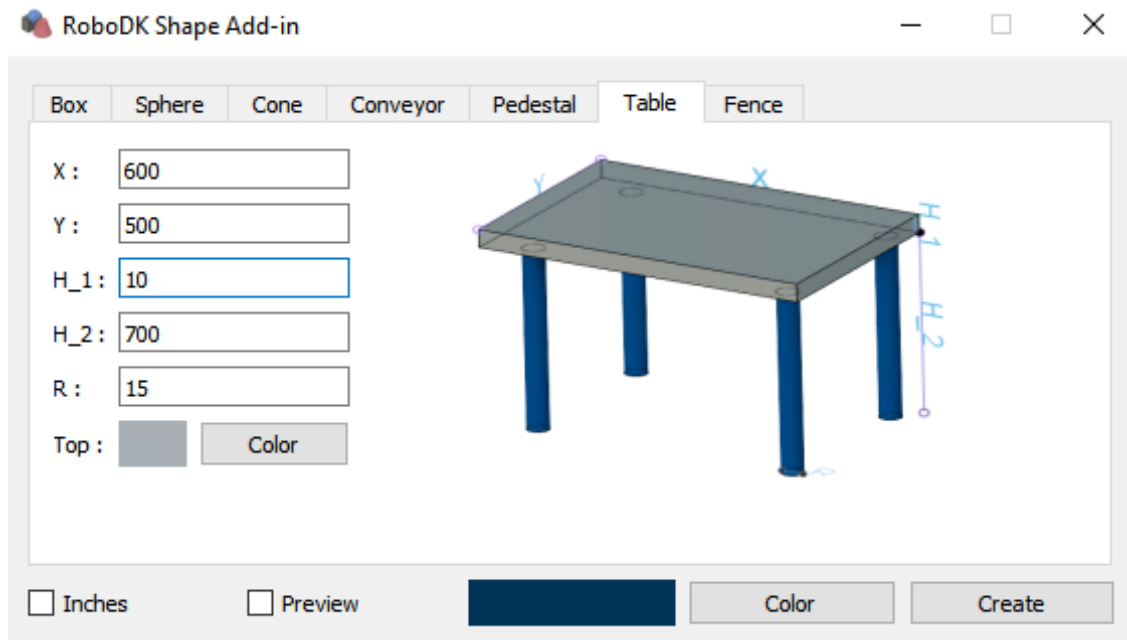 RoboDK Shape Add-in
Box Sphere Cone Conveyor Pedestal Table Fence
X : 600
Y : 500
H_1 : 10
H_2 : 700
R : 15
Top : Color
Y
X
H_1
H_2
R
Inches Preview Color Create